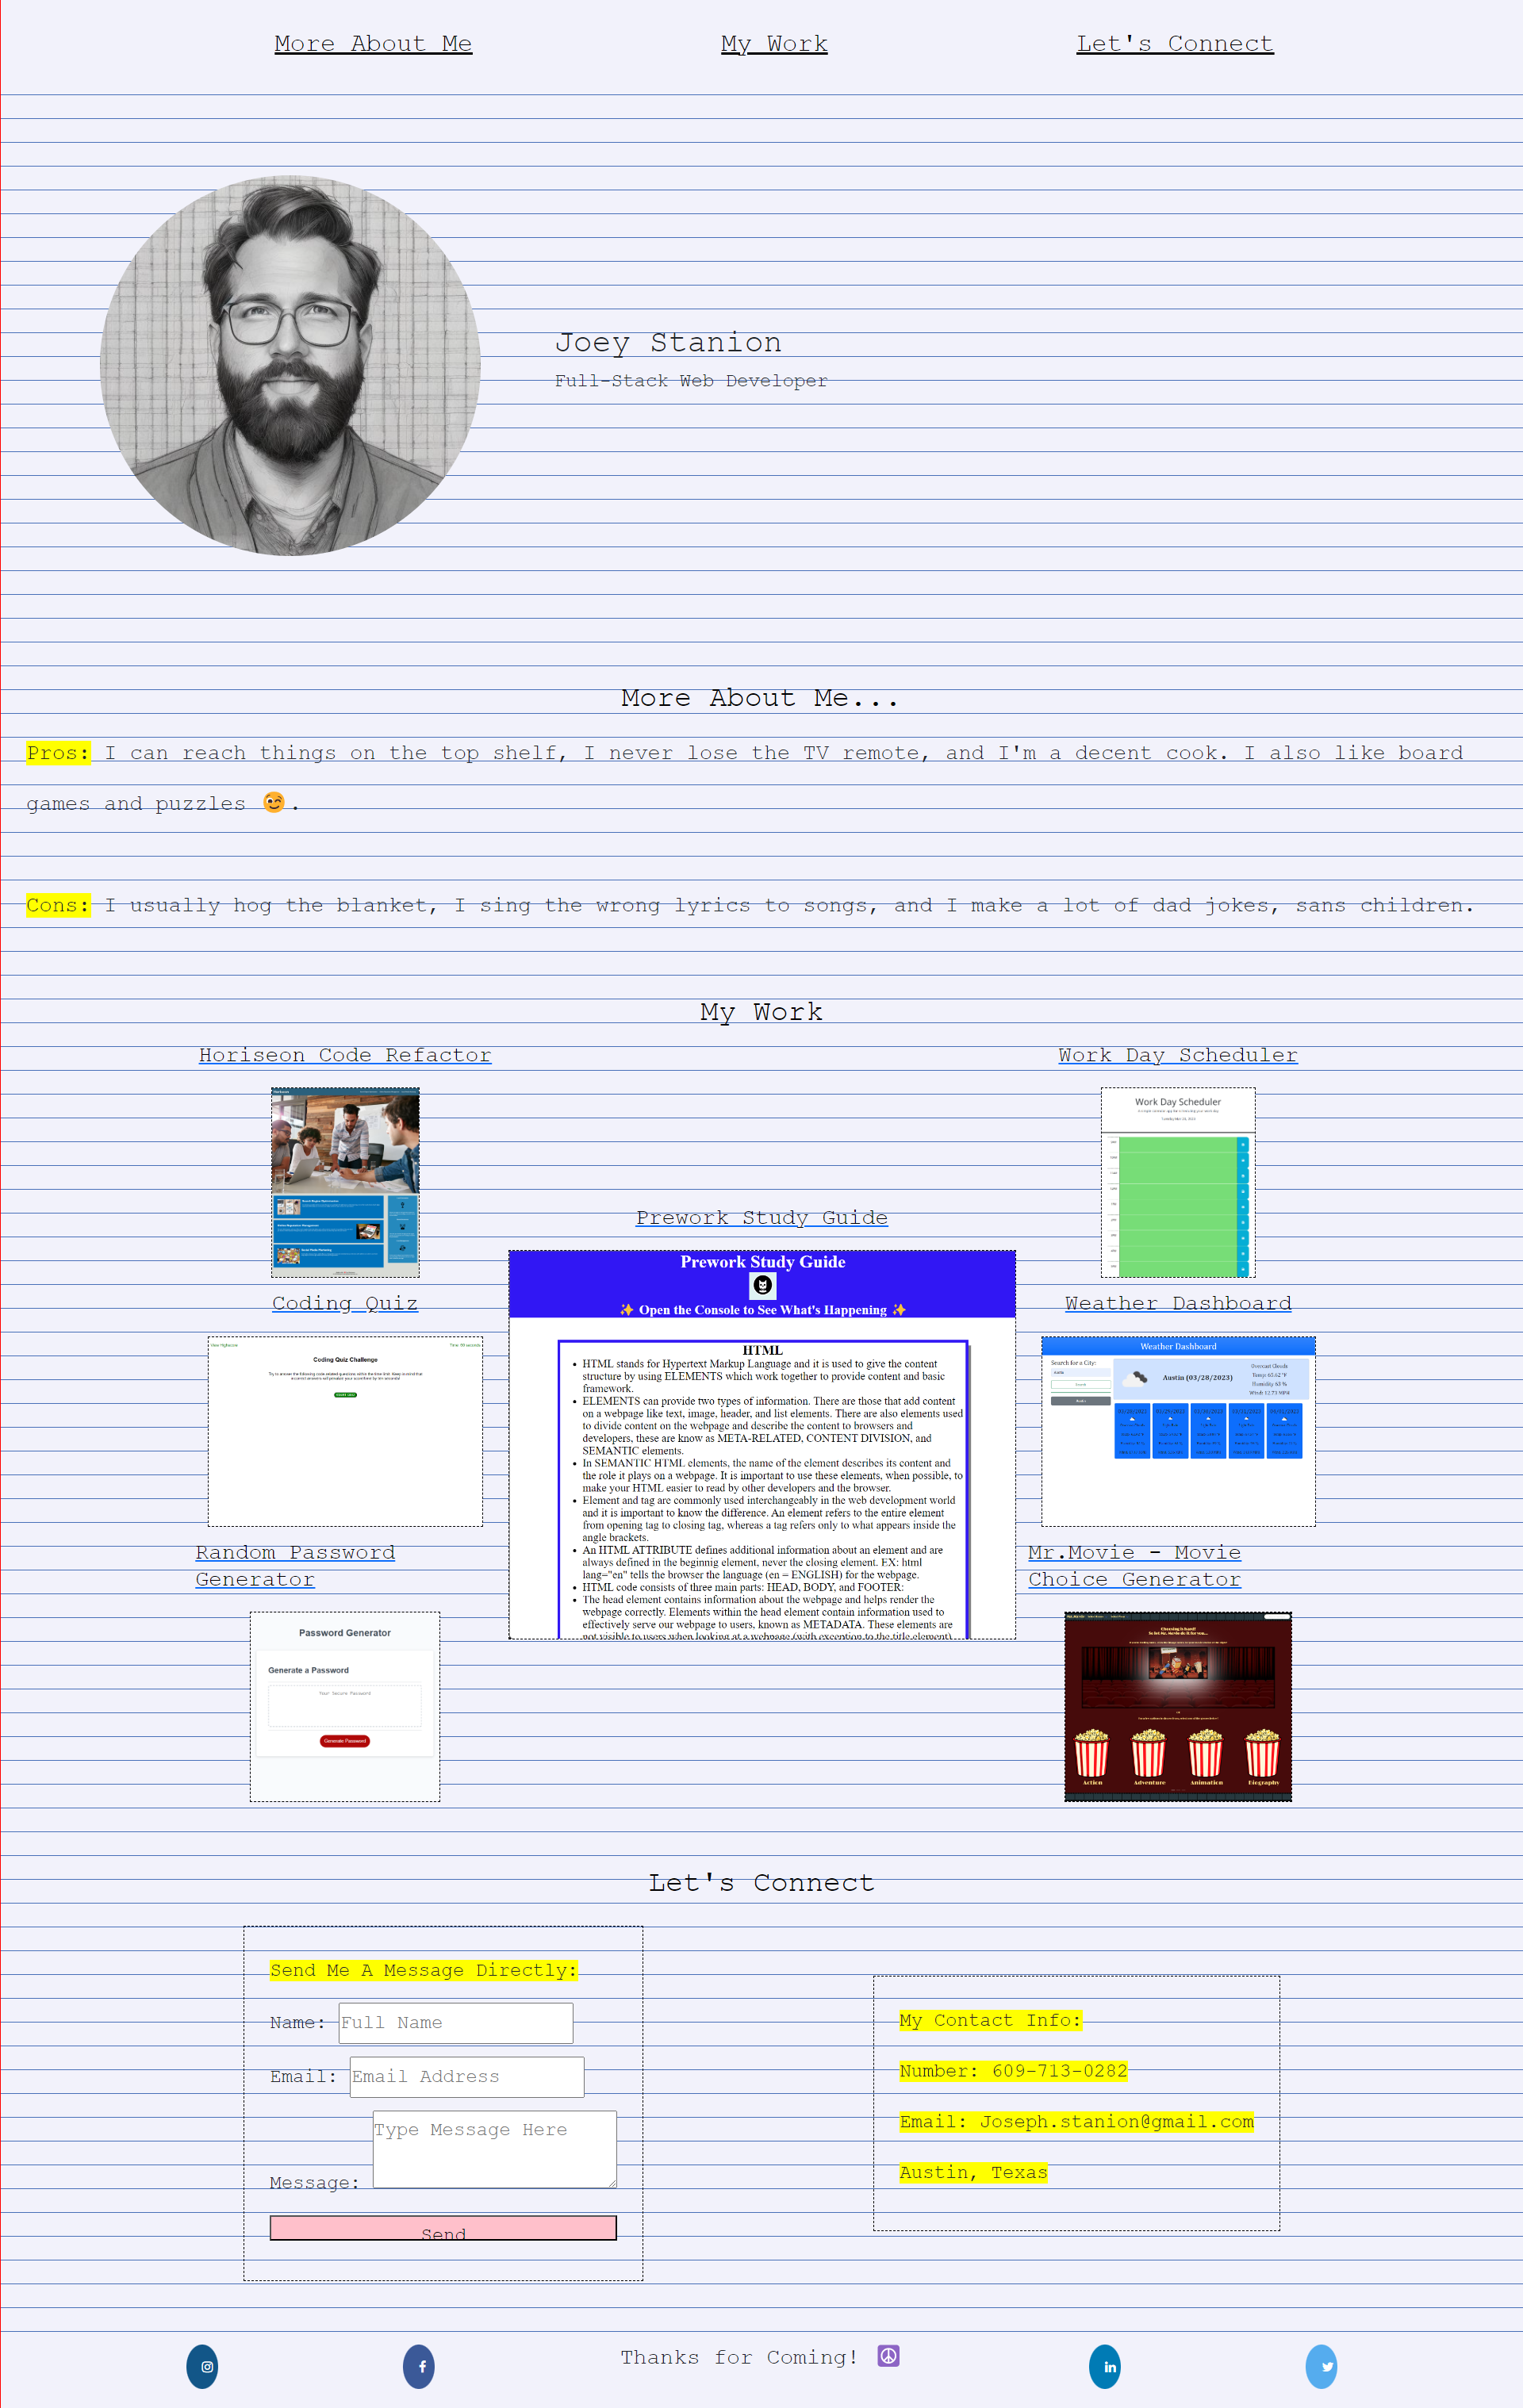 More About Me
My Work
Let's Connect
Joey Stanion
Full-Stack Web Developer
More About Me...
Pros: I can reach things on the top shelf, I never lose the TV remote, and I'm a decent cook. I also like board
games and puzzles 😉.
Cons: I usually hog the blanket, I sing the wrong lyrics to songs, and I make a lot of dad jokes, sans children.
My Work
Horiseon Code Refactor
Coding Quiz
Coding Quiz Challenge
Random Password
Generator
Password Generator
Generate a Password
Your Secure Password
Generate Password
Prework Study Guide
Prework Study Guide
✨ Open the Console to See What's Happening ✨
HTML
• HTML stands for Hypertext Markup Language and it is used to give the content
structure by using ELEMENTS which work together to provide content and basic
framework.
• ELEMENTS can provide two types of information. There are those that add content
on a webpage like text, image, header, and list elements. There are also elements used
to divide content on the webpage and describe the content to browsers and
developers, these are know as META-RELATED, CONTENT DIVISION, and
SEMANTIC elements.
• In SEMANTIC HTML elements, the name of the element describes its content and
the role it plays on a webpage. It is important to use these elements, when possible, to
make your HTML easier to read by other developers and the browser.
• Element and tag are commonly used interchangeably in the web development world
and it is important to know the difference. An element refers to the entire element
from opening tag to closing tag, whereas a tag refers only to what appears inside the
angle brackets.
• An HTML ATTRIBUTE defines additional information about an element and are
always defined in the beginnig element, never the closing element. EX: html
lang="en" tells the browser the language (en = ENGLISH) for the webpage.
• HTML code consists of three main parts: HEAD, BODY, and FOOTER:
• The head element contains information about the webpage and helps render the
webpage correctly. Elements within the head element contain information used to
effectively serve our webpage to users, known as METADATA. These elements are
not visible to users when looking at a webpage (with exception to the title element)
Work Day Scheduler
Work Day Scheduler
Weather Dashboard
Weather Dashboard
Search for a City:
Austin (03/28/2023)
Overcast Clouds
Humidity: 63 %
Mr.Movie - Movie
Choice Generator
Action
Adventure
Animation
Biography
Let's Connect
Send Me A Message Directly:
Name: Full Name
Email: Email Address
Message: Type Message Here
Send
My Contact Info:
Number: 609-713-0282
Email: Joseph.stanion@gmail.com
Austin, Texas
Thanks for Coming! ☮️